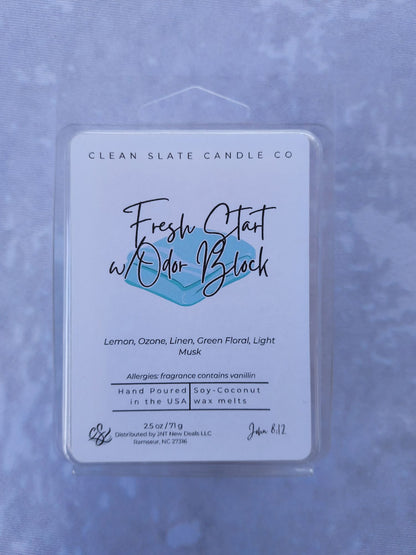 CLEAN SLATE CANDLE CO
Fresh Start
w/Odor Block
Lemon, Ozone, Linen, Green Floral, Light
Musk
Allergies: fragrance contains vanillin
Hand Poured
in the USA
Soy-Coconut
wax melts
2.5 oz / 71 g
Distributed by JNT New Deals LLC
Ramseur, NC 27316
John 8:12